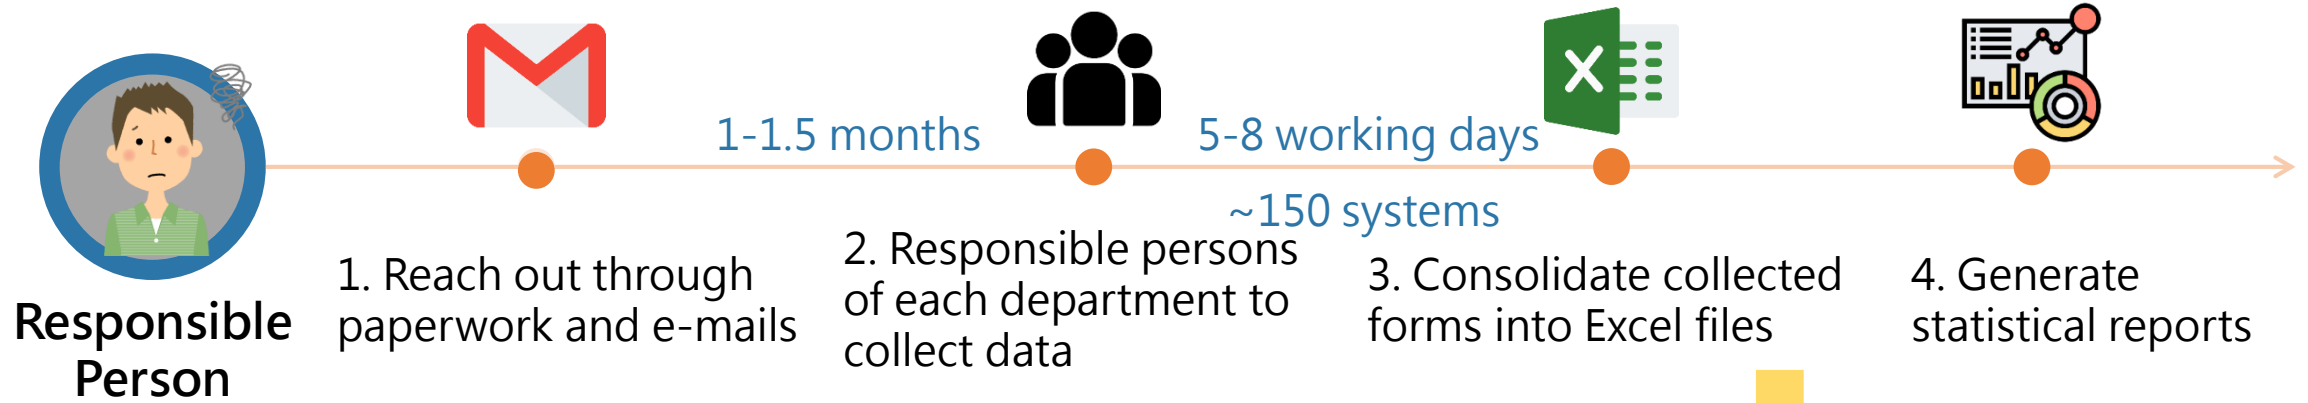 Responsible
Person
1. Reach out through
paperwork and e-mails
1-1.5 months
2. Responsible persons
of each department to
collect data
5-8 working days
~150 systems
X
3. Consolidate collected
forms into Excel files
4. Generate
statistical reports